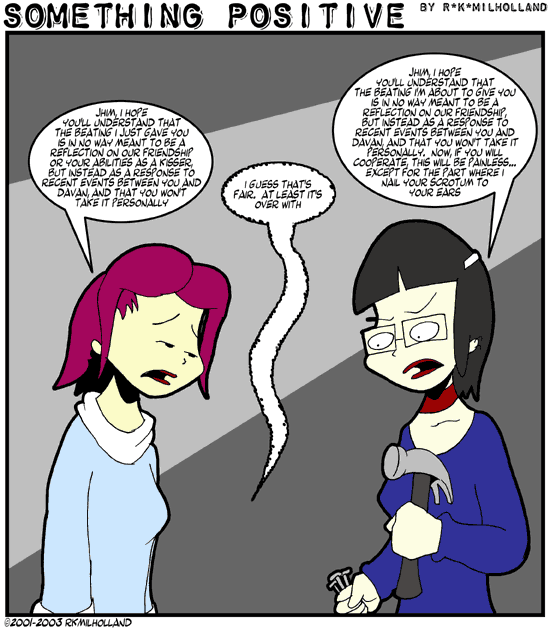 SOMETHING POSITIVE BY R*K*MILHOLLAND
JHIM, I HOPE
YOU'LL UNDERSTAND THAT
THE BEATING I JUST GAVE YOU
IS IN NO WAY MEANT TO BE A
REFLECTION ON OUR FRIENDSHIP
OR YOUR ABILITIES AS A KISSER,
BUT INSTEAD AS A RESPONSE TO
RECENT EVENTS BETWEEN YOU AND
DAVAN, AND THAT YOU WON'T
TAKE IT PERSONALLY
I GUESS THAT'S
FAIR. AT LEAST IT'S
OVER WITH
JHIM, I HOPE
YOU'LL UNDERSTAND THAT
THE BEATING I'M ABOUT TO GIVE YOU
IS IN NO WAY MEANT TO BE A
REFLECTION ON OUR FRIENDSHIP,
BUT INSTEAD AS A RESPONSE TO
RECENT EVENTS BETWEEN YOU AND
DAVAN, AND THAT YOU WON'T TAKE IT
PERSONALLY. NOW, IF YOU WILL
COOPERATE, THIS WILL BE PAINLESS...
EXCEPT FOR THE PART WHERE I
NAIL YOUR SCROTUM TO
YOUR EARS
©2001-2003 RKMILHOLLAND